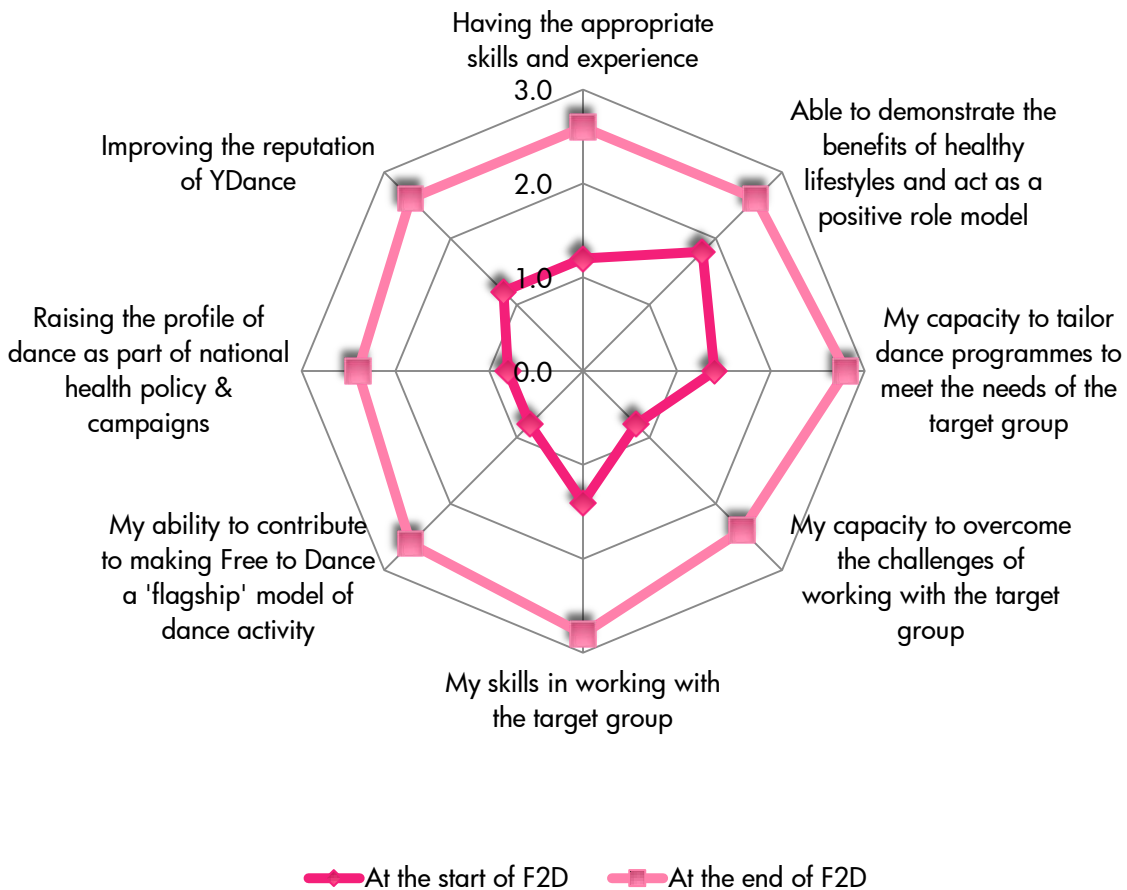 Having the appropriate
skills and experience
3.0
2.0
1.0
0.0
Able to demonstrate the
benefits of healthy
lifestyles and act as a
positive role model
My capacity to tailor
dance programmes to
meet the needs of the
target group
My capacity to overcome
the challenges of
working with the target
group
My skills in working with
the target group
My ability to contribute
to making Free to Dance
a 'flagship' model of
dance activity
Raising the profile of
dance as part of national
health policy &
campaigns
Improving the reputation
of YDance
At the start of F2D
At the end of F2D